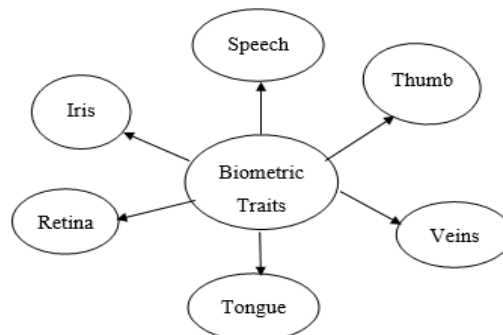 Speech
Thumb
Iris
Biometric
Traits
Retina
Veins
Tongue